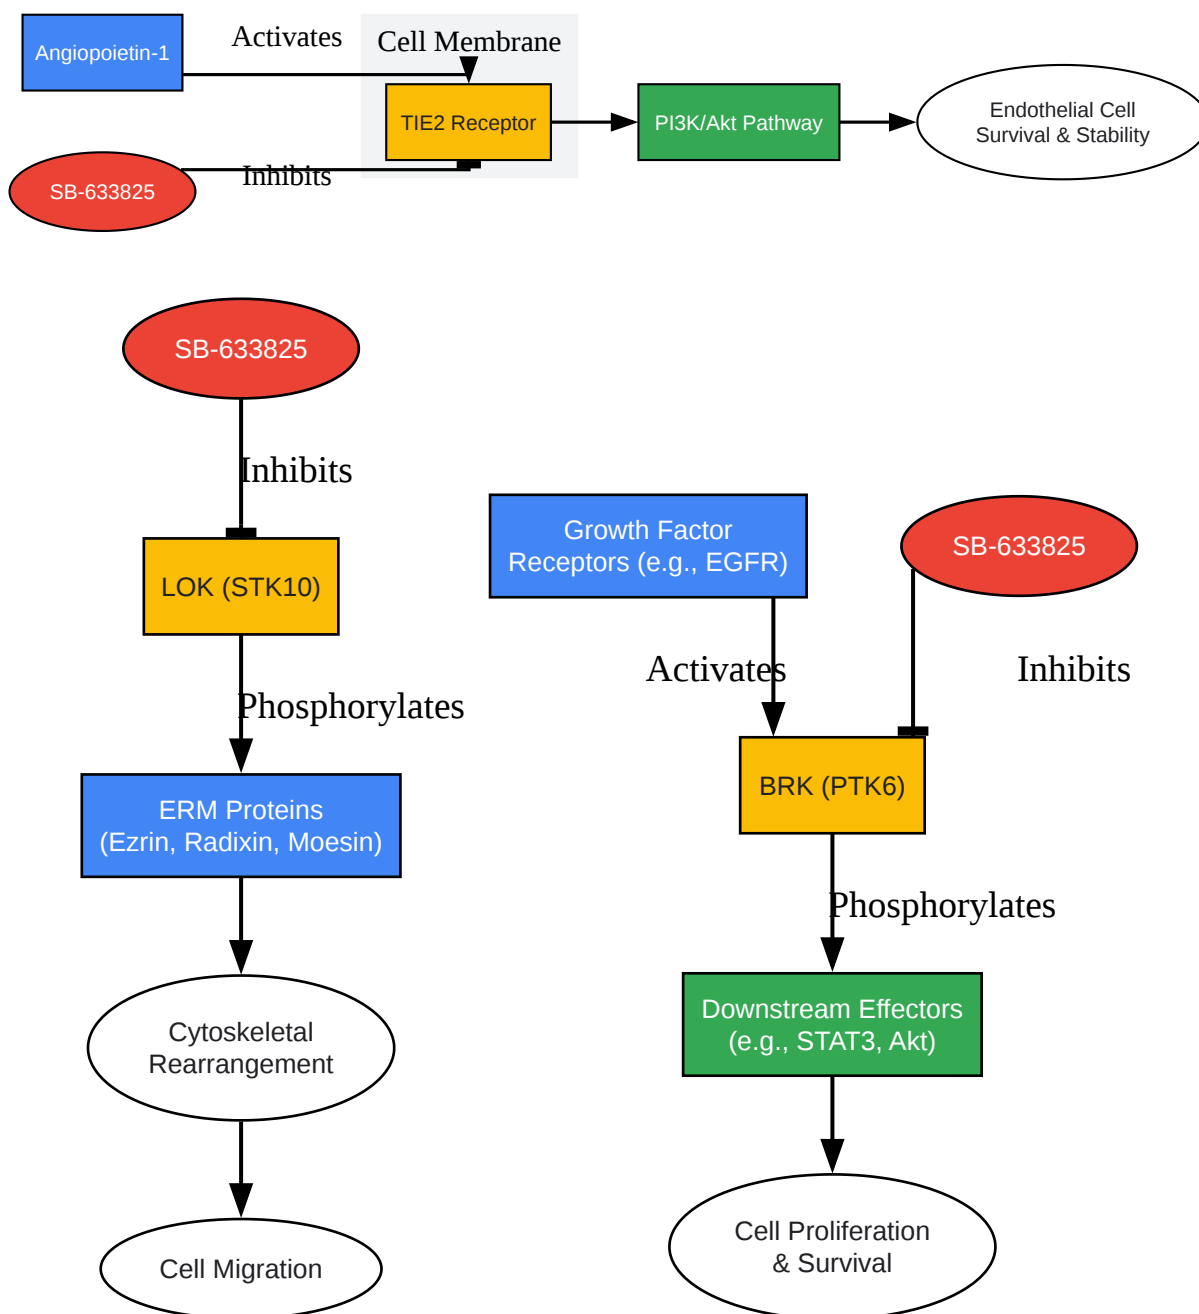 Angiopoietin-1
Activates
Cell Membrane
TIE2 Receptor
PI3K/Akt Pathway
Endothelial Cell
Survival & Stability
SB-633825
Inhibits
SB-633825
Inhibits
LOK (STK10)
Phosphorylates
ERM Proteins
(Ezrin, Radixin, Moesin)
Cytoskeletal
Rearrangement
Cell Migration
Growth Factor
Receptors (e.g., EGFR)
SB-633825
Activates
Inhibits
BRK (PTK6)
Phosphorylates
Downstream Effectors
(e.g., STAT3, Akt)
Cell Proliferation
& Survival